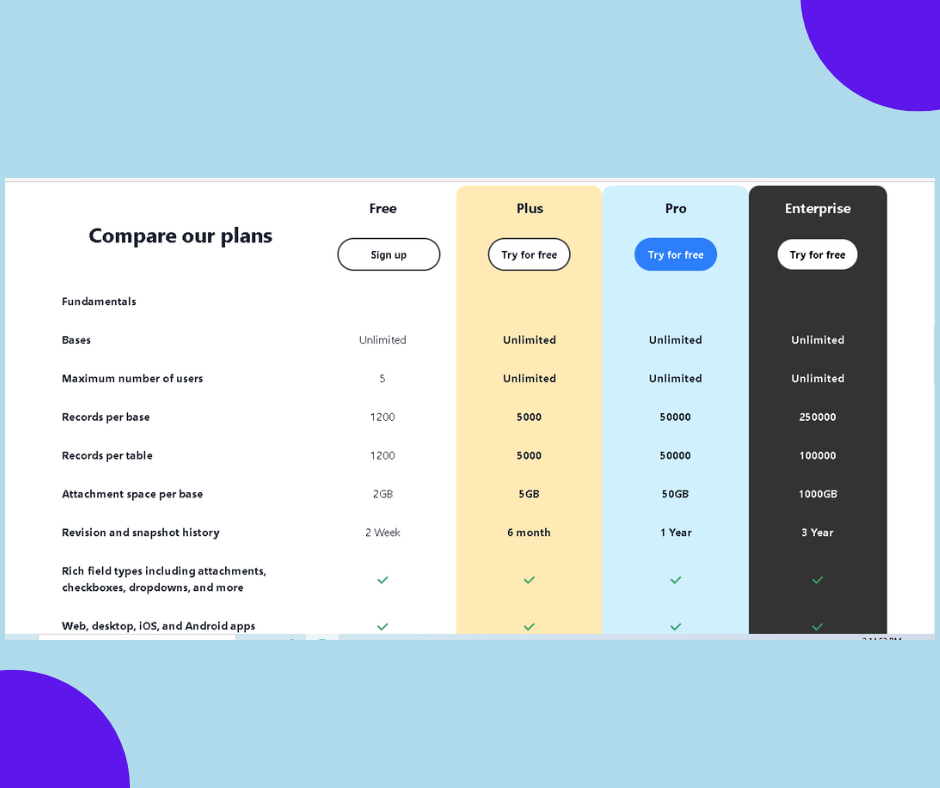 Free Plus Pro Enterprise
Compare our plans
Sign up Try for free Try for free Try for free
Fundamentals
Bases Unlimited Unlimited Unlimited Unlimited
Maximum number of users 5 Unlimited Unlimited Unlimited
Records per base 1200 5000 50000 250000
Records per table 1200 5000 50000 100000
Attachment space per base 2GB 5GB 50GB 1000GB
Revision and snapshot history 2 Week 6 month 1 Year 3 Year
Rich field types including attachments,
checkboxes, dropdowns, and more
Web, desktop, iOS, and Android apps